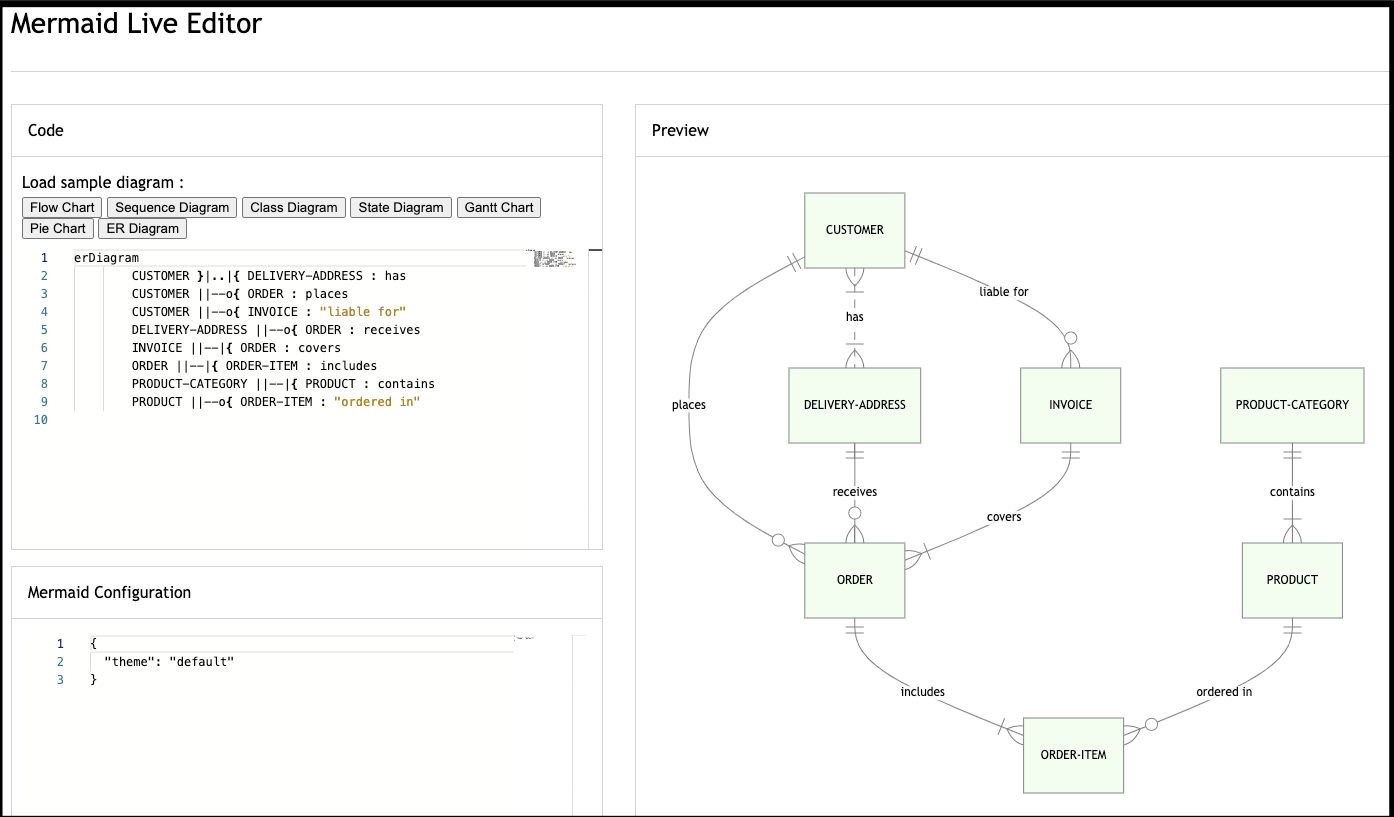 Mermaid Live Editor
Code
Load sample diagram :
Flow Chart Sequence Diagram Class Diagram State Diagram Gantt Chart
Pie Chart ER Diagram
1 erDiagram
2 CUSTOMER }|..|{ DELIVERY-ADDRESS : has
3 CUSTOMER ||--o{ ORDER : places
4 CUSTOMER ||--o{ INVOICE : "liable for"
5 DELIVERY-ADDRESS ||--o{ ORDER : receives
6 INVOICE ||--|{ ORDER : covers
7 ORDER ||--|{ ORDER-ITEM : includes
8 PRODUCT-CATEGORY ||--|{ PRODUCT : contains
9 PRODUCT ||--o{ ORDER-ITEM : "ordered in"
10
Mermaid Configuration
1 {
2 "theme": "default"
3 }
Preview
CUSTOMER
liable for
has
places
DELIVERY-ADDRESS
INVOICE
PRODUCT-CATEGORY
receives
contains
covers
ORDER
PRODUCT
includes
ordered in
ORDER-ITEM